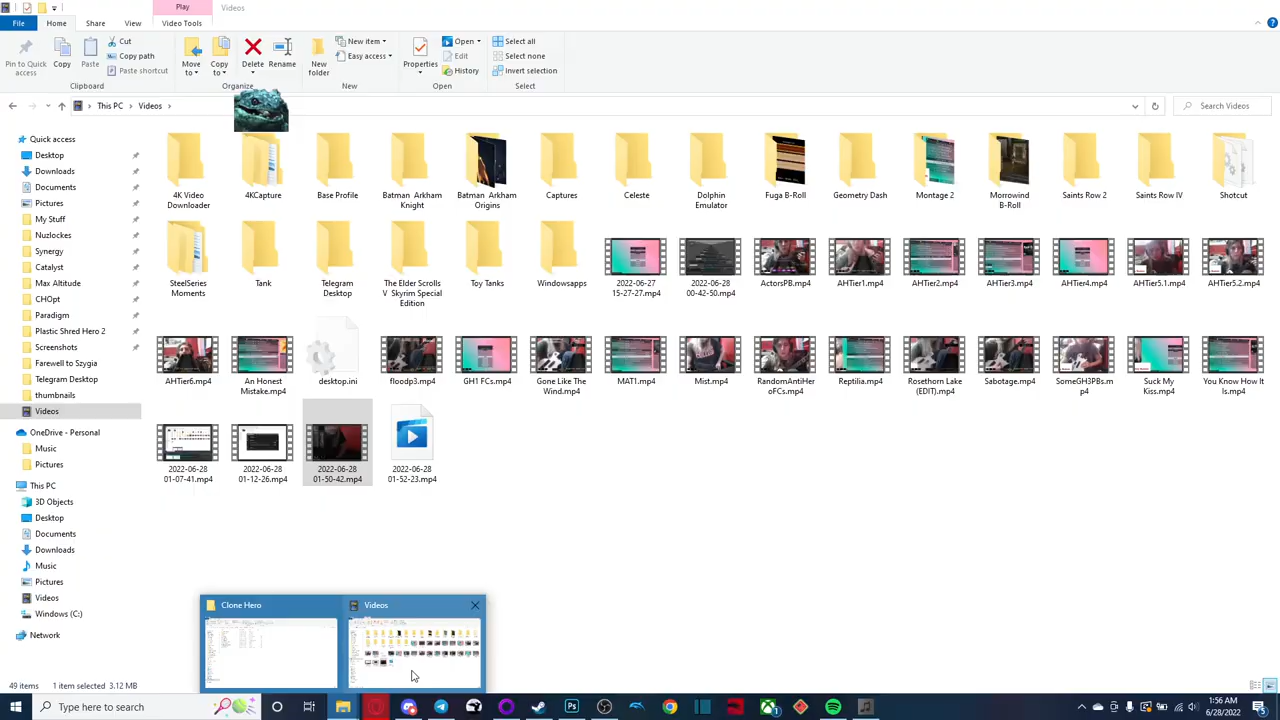 Play
Videos
File
Home
Share
View
Video Tools
Pin to Quick
access
Copy
Paste
Cut
Copy path
Paste shortcut
Clipboard
Move
to
Copy
to
Delete
Rename
Organize
New
folder
New item
Easy access
New
Properties
Open
Edit
History
Open
Select all
Select none
Invert selection
Select
This PC
Videos
Search Videos
Quick access
Desktop
Downloads
Documents
Pictures
My Stuff
Nuzlockes
Synergy
Catalyst
Max Altitude
CHOpt
Paradigm
Plastic Shred Hero 2
Screenshots
Farewell to Szygia
Telegram Desktop
thumbnails
Videos
OneDrive - Personal
Music
Pictures
This PC
3D Objects
Desktop
Documents
Downloads
Music
Pictures
Videos
Windows (C:)
Network
4K Video
Downloader
4KCapture
Base Profile
Batman Arkham
Knight
Batman Arkham
Origins
Captures
Celeste
Dolphin
Emulator
Fuga B-Roll
Geometry Dash
Montage 2
Morrowind
B-Roll
Saints Row 2
Saints Row IV
Shotcut
SteelSeries
Moments
Tank
Telegram
Desktop
The Elder Scrolls
V Skyrim Special
Edition
Toy Tanks
Windowsapps
2022-06-27
15-27-27.mp4
2022-06-28
00-42-50.mp4
ActorsPB.mp4
AHTier1.mp4
AHTier2.mp4
AHTier3.mp4
AHTier4.mp4
AHTier5.1.mp4
AHTier5.2.mp4
AHTier6.mp4
An Honest
Mistake.mp4
desktop.ini
floodp3.mp4
GH1 FCs.mp4
Gone Like The
Wind.mp4
MAT1.mp4
Mist.mp4
RandomAntiHer
oFCs.mp4
Reptilia.mp4
Rosethorn Lake
(EDIT).mp4
Sabotage.mp4
SomeGH3PBs.m
p4
Suck My
Kiss.mp4
You Know How It
Is.mp4
2022-06-28
01-07-41.mp4
2022-06-28
01-12-26.mp4
2022-06-28
01-50-42.mp4
2022-06-28
01-52-23.mp4
Clone Hero
Videos
49 items
1 item selected 3.12 MB
Type here to search
1:56 AM
6/28/2022